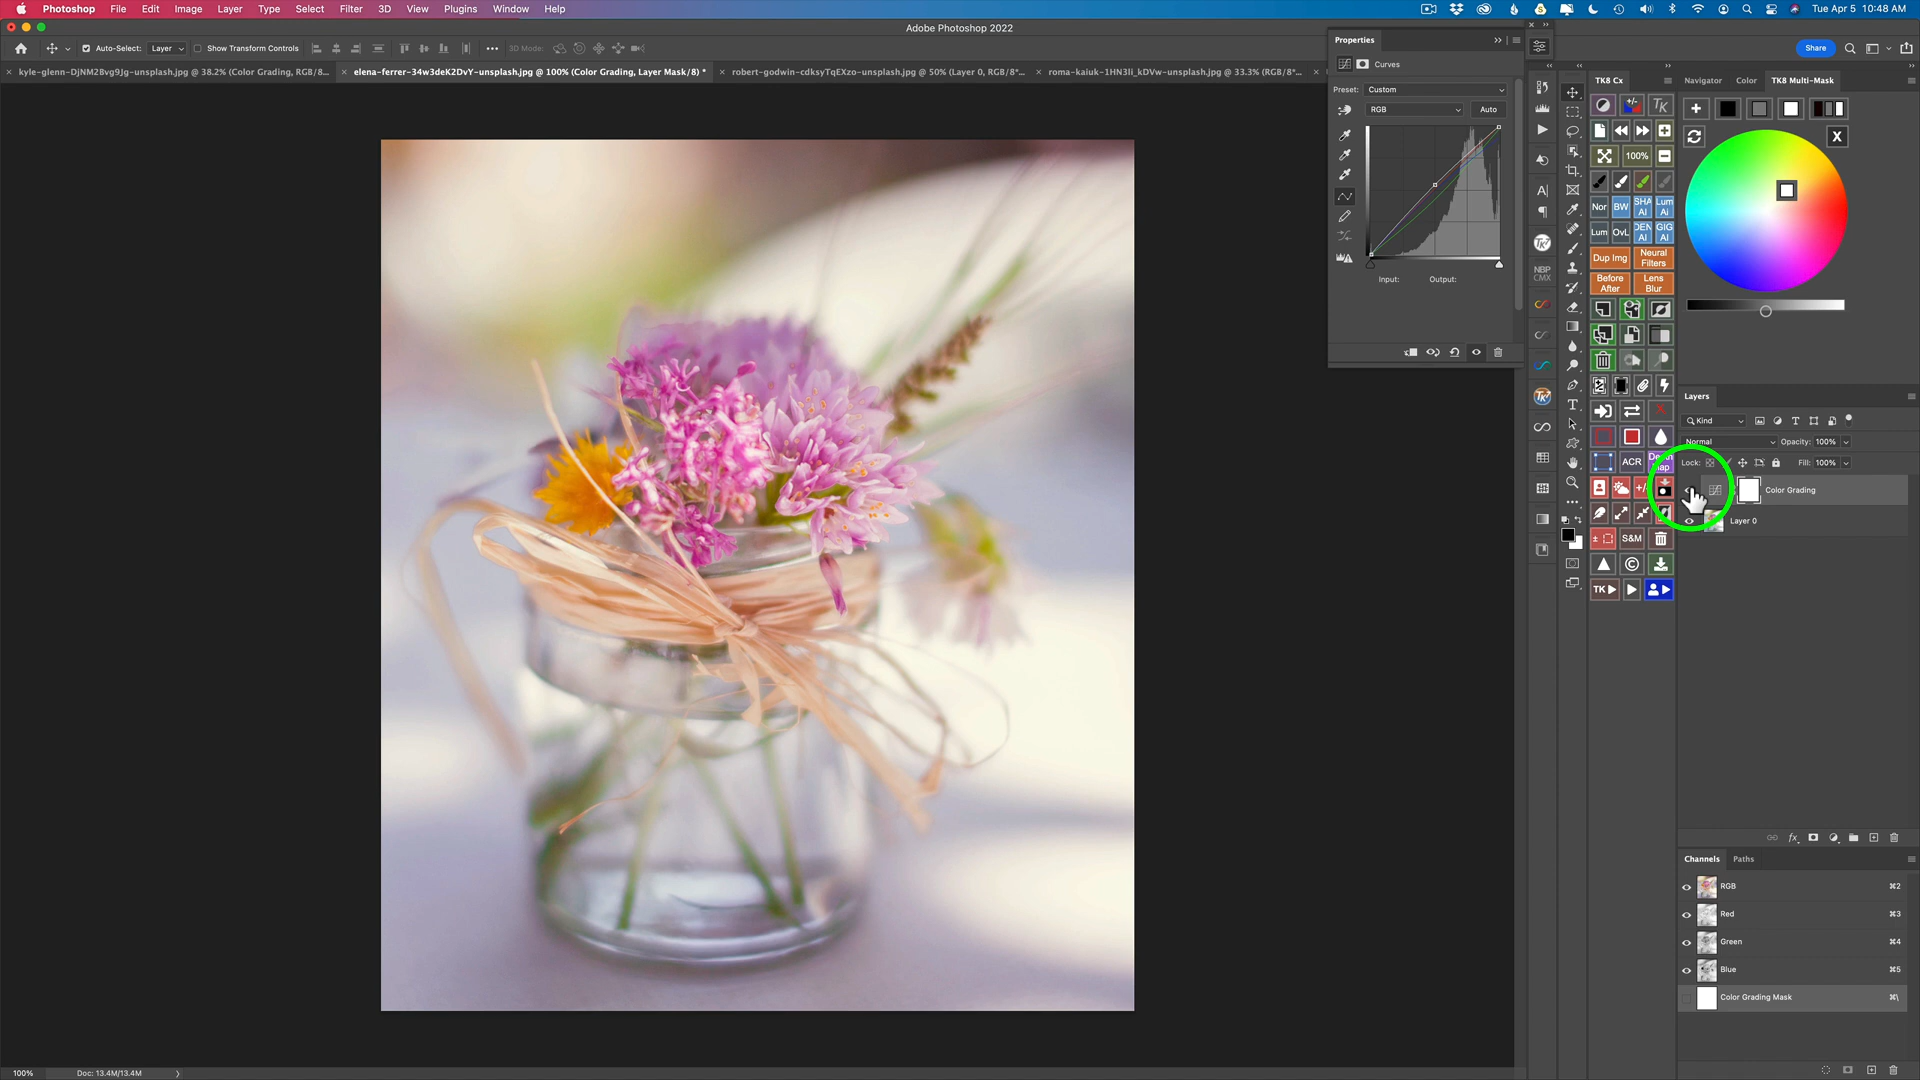 Photoshop File Edit Image Layer Type Select Filter 3D View Plugins Window Help Tue Apr 5 10:48 AM
Adobe Photoshop 2022
Auto-Select: Layer Show Transform Controls 3D Mode: Share
kyle-glenn-DjNM2Bvg9Jg-unsplash.jpg @ 38.2% (Color Grading, RGB/8...
elena-ferrer-34w3deK2DvY-unsplash.jpg @ 100% (Color Grading, Layer Mask/8) *
robert-godwin-cdksyTqEXzo-unsplash.jpg @ 50% (Layer 0, RGB/8*...
roma-kaiuk-1HN3li_kDVw-unsplash.jpg @ 33.3% (RGB/8*...
Properties
Curves
Preset: Custom
RGB Auto
Input: Output:
TK8 Cx
TK
100%
Nor BW SHA AI Lum Ai
Lum OvL DEN AI GIG AI
Dup Img Neural Filters
Before After Lens Blur
ACR
S&M
TK
NBP CMX
Navigator Color TK8 Multi-Mask
X
Layers
Kind
Normal Opacity: 100%
Lock: Fill: 100%
Color Grading
Layer 0
fx
Channels Paths
RGB ⌘2
Red ⌘3
Green ⌘4
Blue ⌘5
Color Grading Mask ⌘\
100% Doc: 13.4M/13.4M